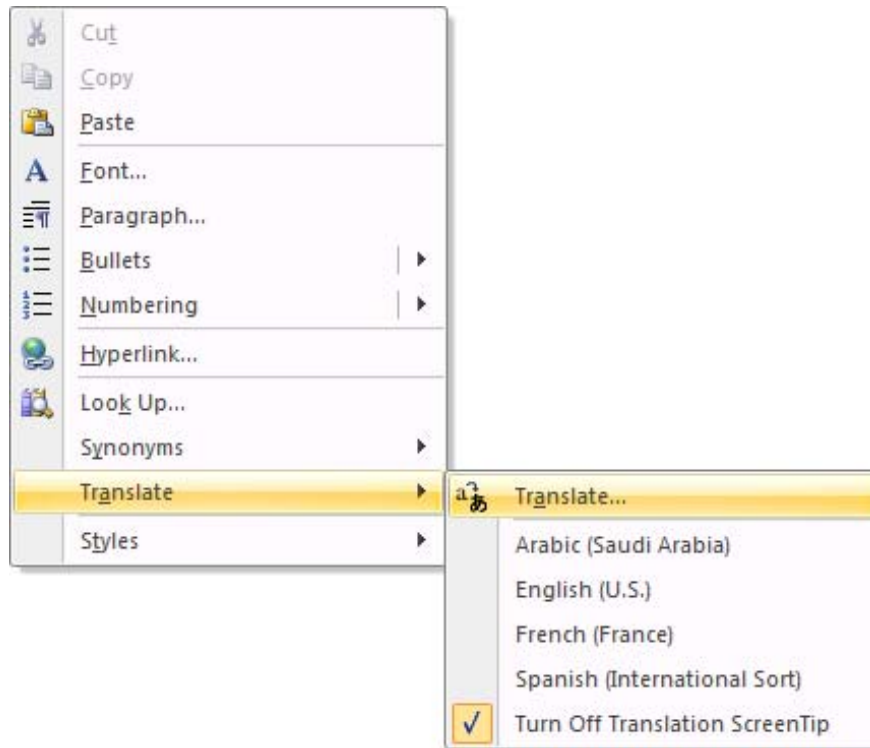 Cut
Copy
Paste
Font...
Paragraph...
Bullets
Numbering
Hyperlink...
Look Up...
Synonyms
Translate
Styles
Translate...
Arabic (Saudi Arabia)
English (U.S.)
French (France)
Spanish (International Sort)
Turn Off Translation ScreenTip